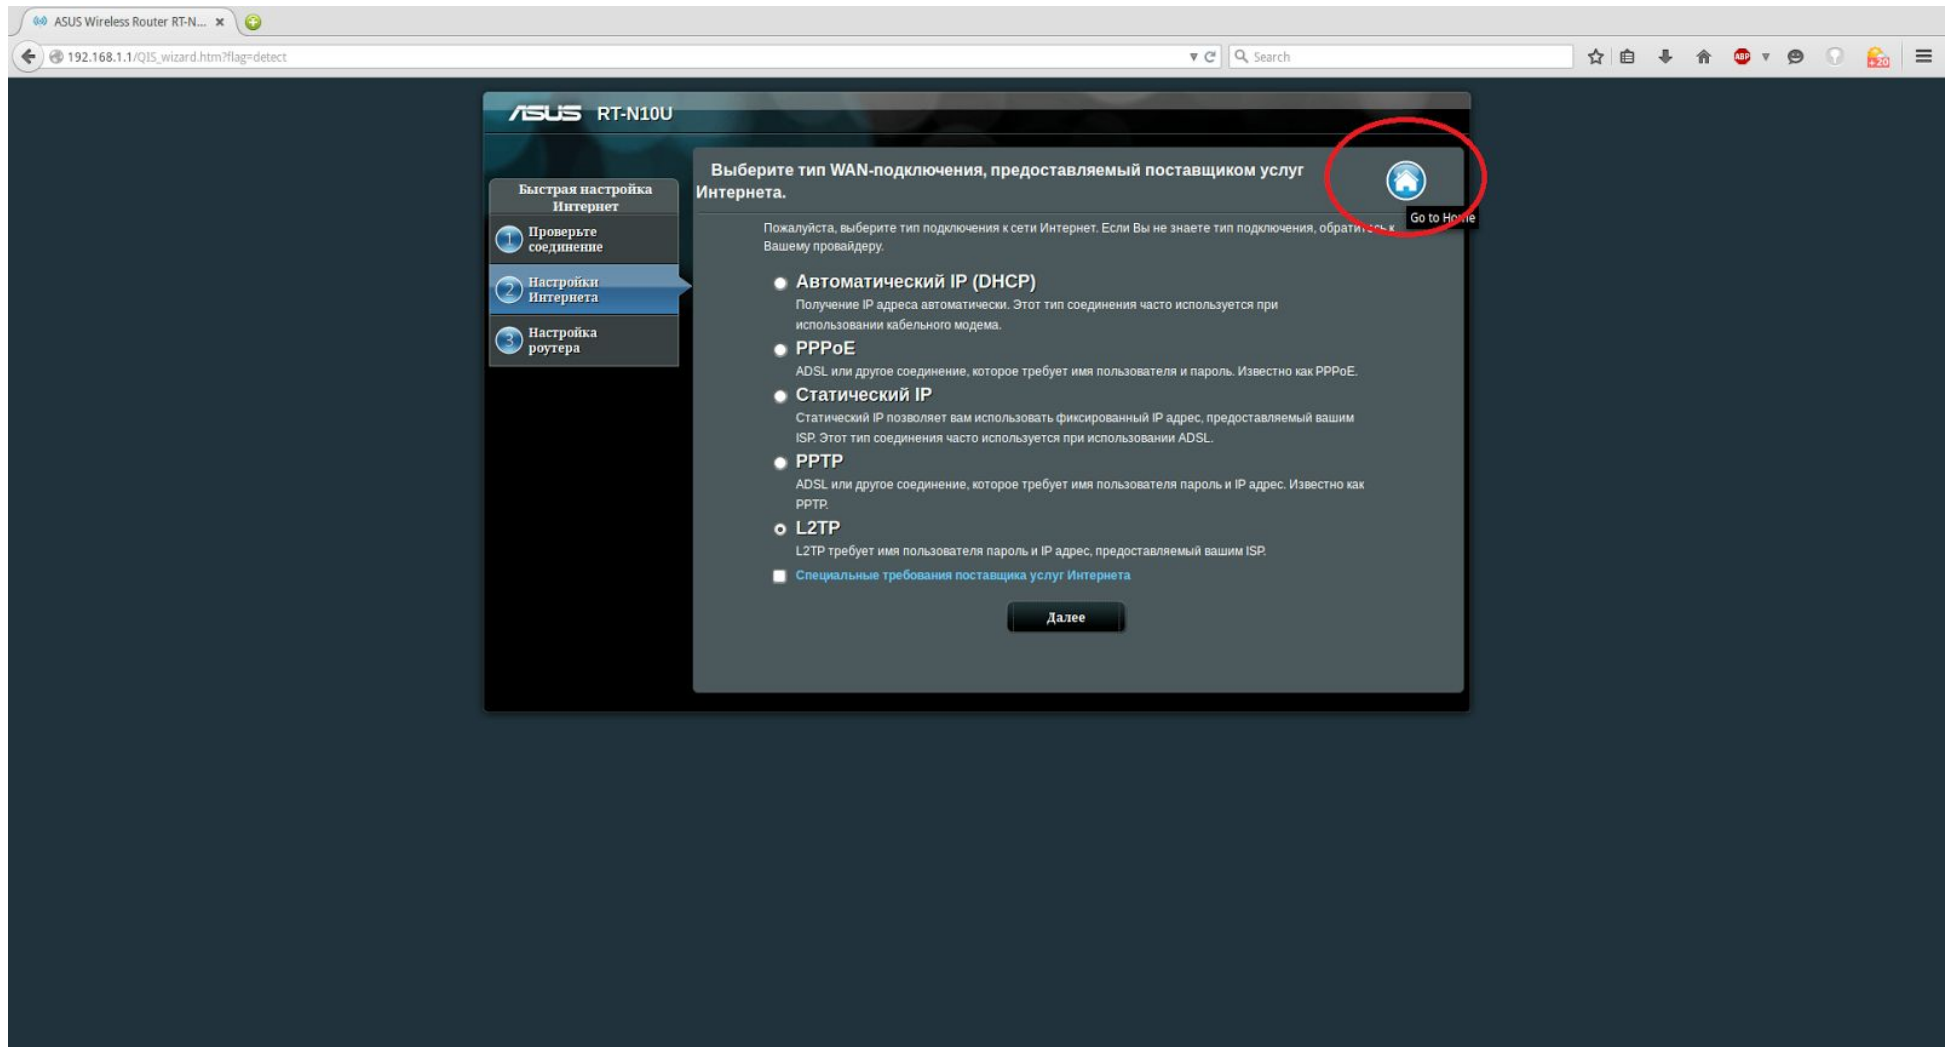 ASUS Wireless Router RT-N...
192.168.1.1/QIS_wizard.htm?flag=detect
Search
ABP
+20
ASUS RT-N10U
Быстрая настройка
Интернет
1 Проверьте
соединение
2 Настройки
Интернета
3 Настройка
роутера
Выберите тип WAN-подключения, предоставляемый поставщиком услуг
Интернета.
Go to Home
Пожалуйста, выберите тип подключения к сети Интернет. Если Вы не знаете тип подключения, обратитесь к
Вашему провайдеру.
Автоматический IP (DHCP)
Получение IP адреса автоматически. Этот тип соединения часто используется при
использовании кабельного модема.
PPPoE
ADSL или другое соединение, которое требует имя пользователя и пароль. Известно как PPPoE.
Статический IP
Статический IP позволяет вам использовать фиксированный IP адрес, предоставляемый вашим
ISP. Этот тип соединения часто используется при использовании ADSL.
PPTP
ADSL или другое соединение, которое требует имя пользователя пароль и IP адрес. Известно как
PPTP.
L2TP
L2TP требует имя пользователя пароль и IP адрес, предоставляемый вашим ISP.
Специальные требования поставщика услуг Интернета
Далее